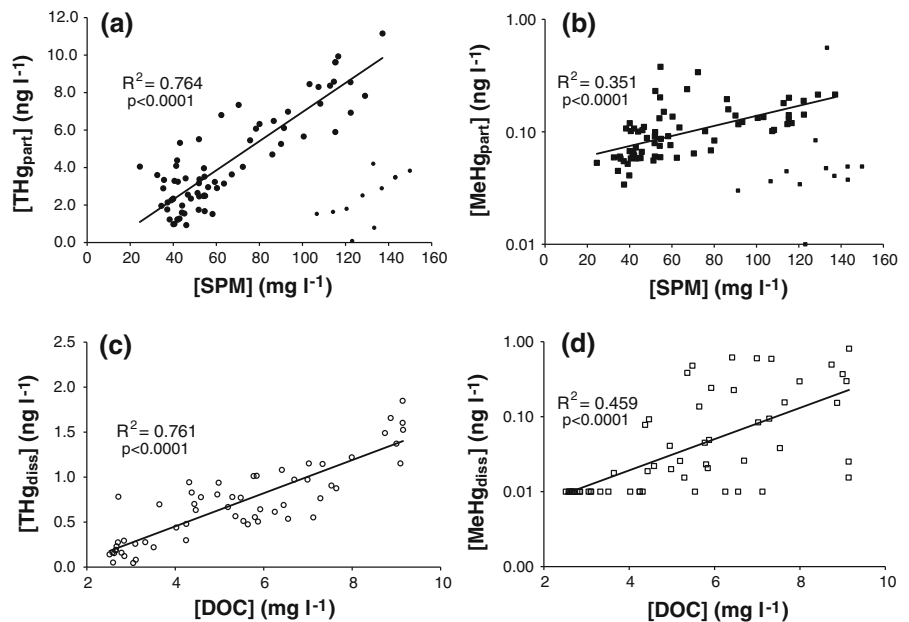 (a)
[THg_part] (ng l⁻¹)
12.0
10.0
8.0
6.0
4.0
2.0
0.0
R² = 0.764
p<0.0001
0 20 40 60 80 100 120 140 160
[SPM] (mg l⁻¹)
(b)
[MeHg_part] (ng l⁻¹)
1.00
0.10
0.01
R² = 0.351
p<0.0001
0 20 40 60 80 100 120 140 160
[SPM] (mg l⁻¹)
(c)
[THg_diss] (ng l⁻¹)
2.5
2.0
1.5
1.0
0.5
0.0
R² = 0.761
p<0.0001
2 4 6 8 10
[DOC] (mg l⁻¹)
(d)
[MeHg_diss] (ng l⁻¹)
1.00
0.10
0.01
0.00
R² = 0.459
p<0.0001
2 4 6 8 10
[DOC] (mg l⁻¹)